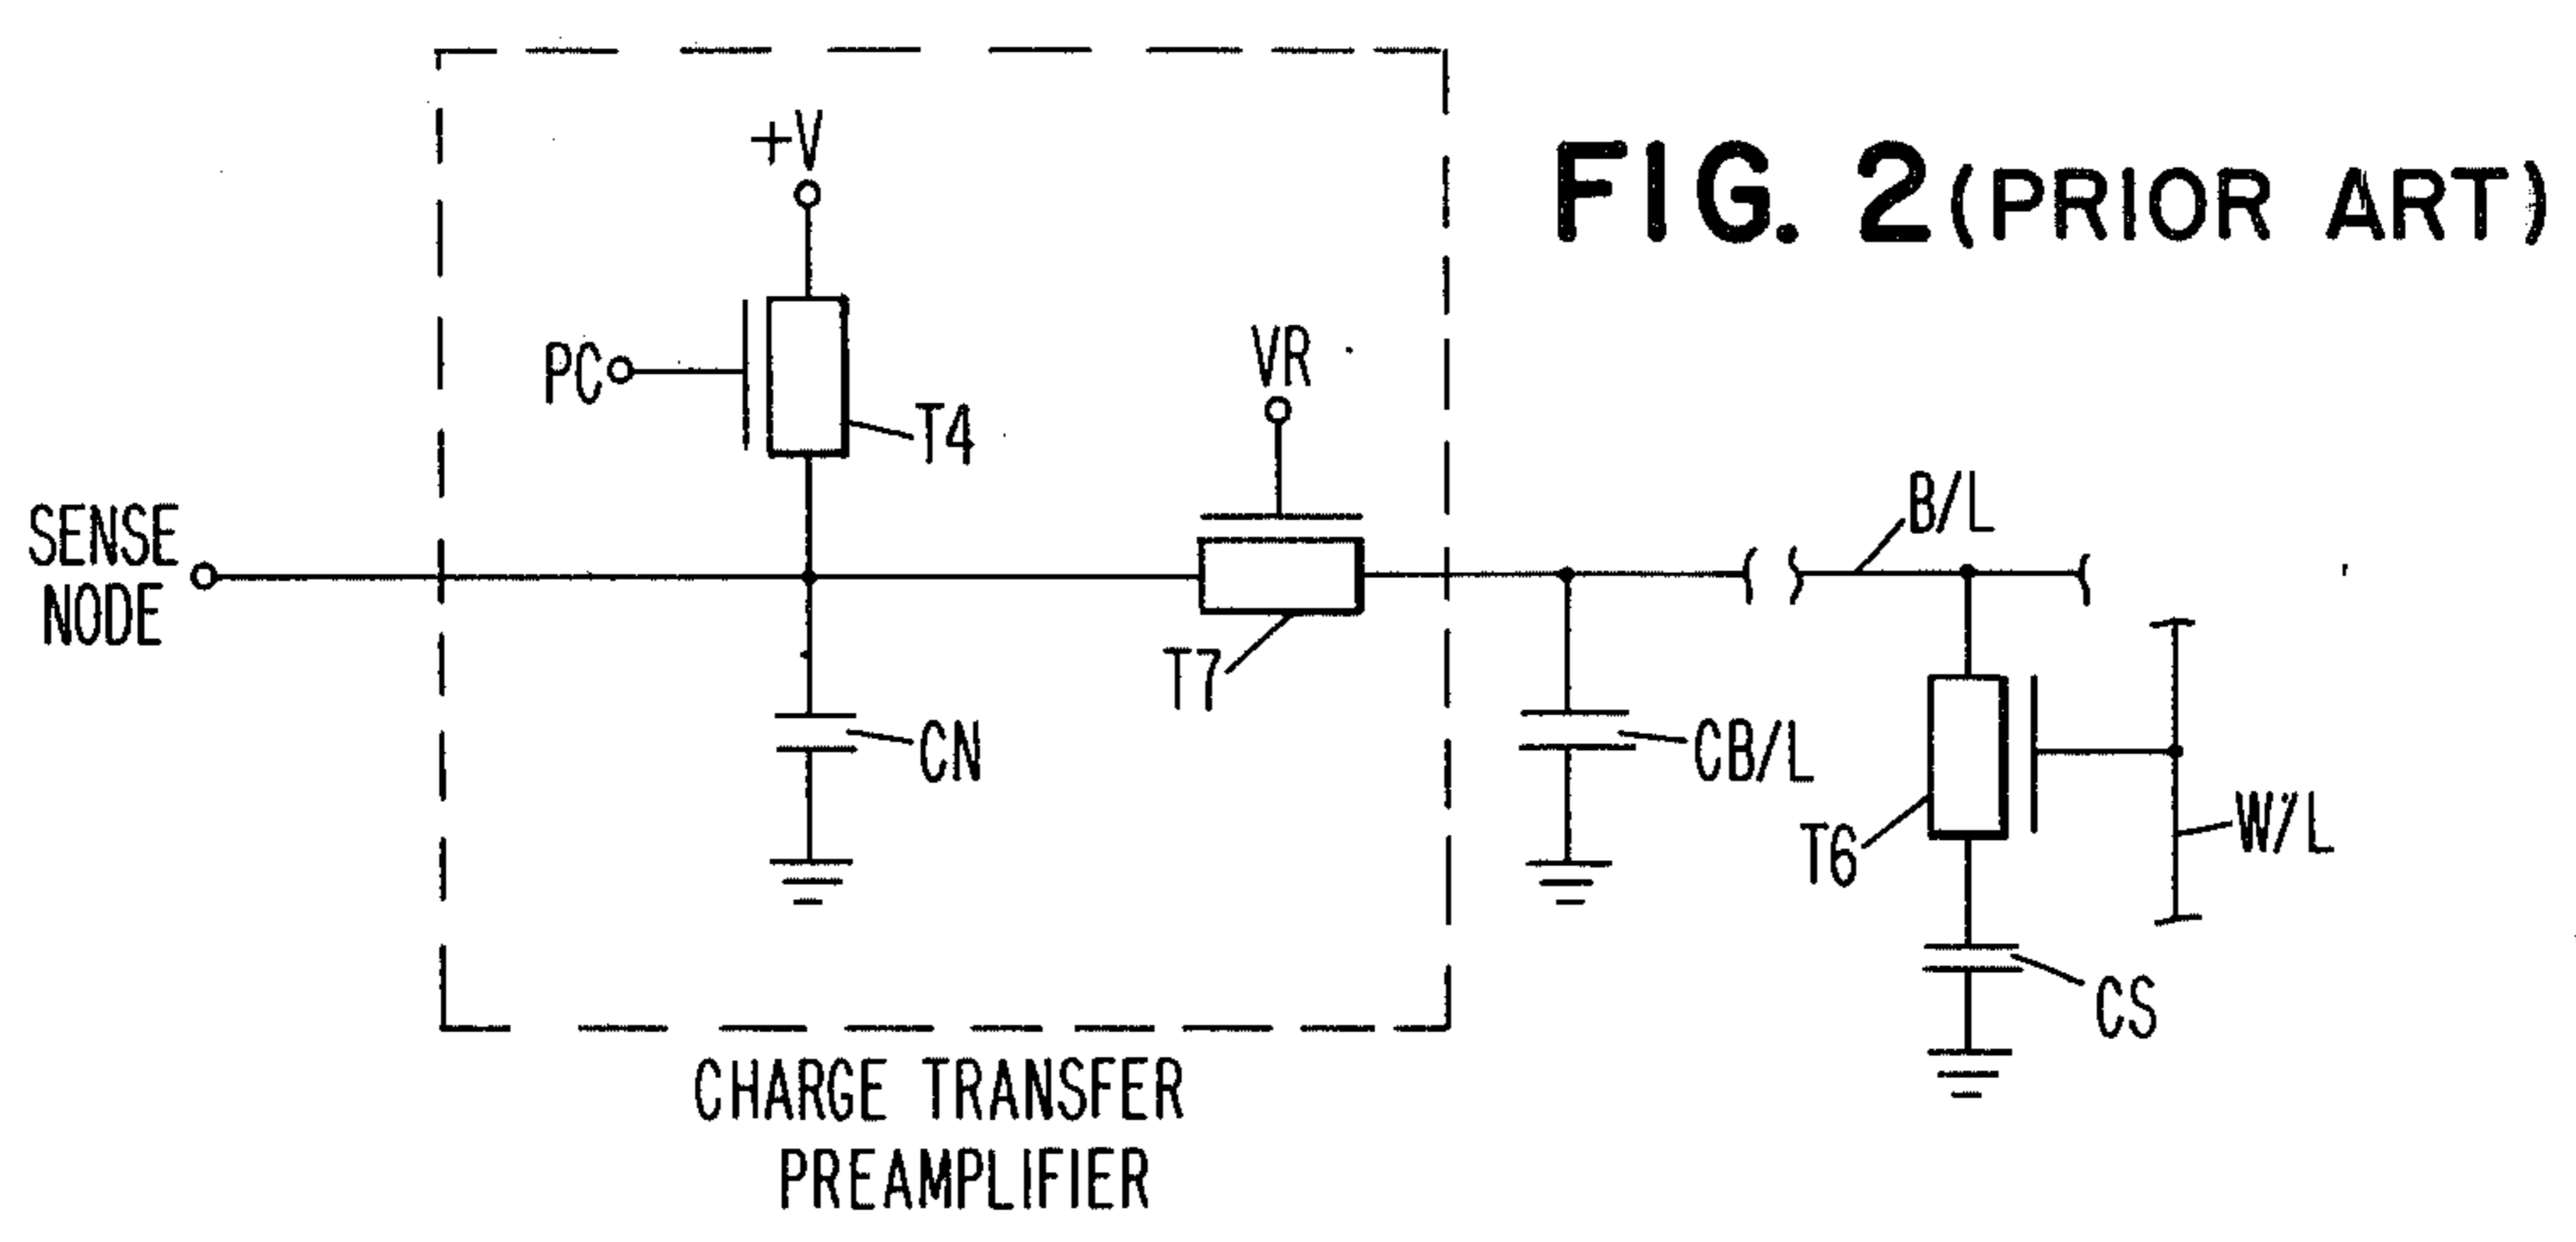 FIG. 2 (PRIOR ART)
+V
PC
T4
VR
SENSE
NODE
B/L
T7
CN
CB/L
T6
W/L
CS
CHARGE TRANSFER
PREAMPLIFIER